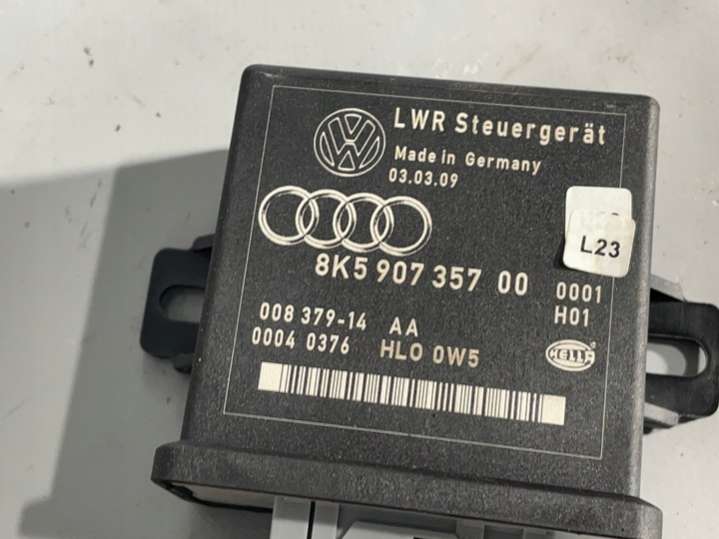 LWR Steuergerät
Made in Germany
03.03.09
L23
8K5 907 357 00
0001
H01
008 379-14 AA
0004 0376 HLO 0W5
HELLA